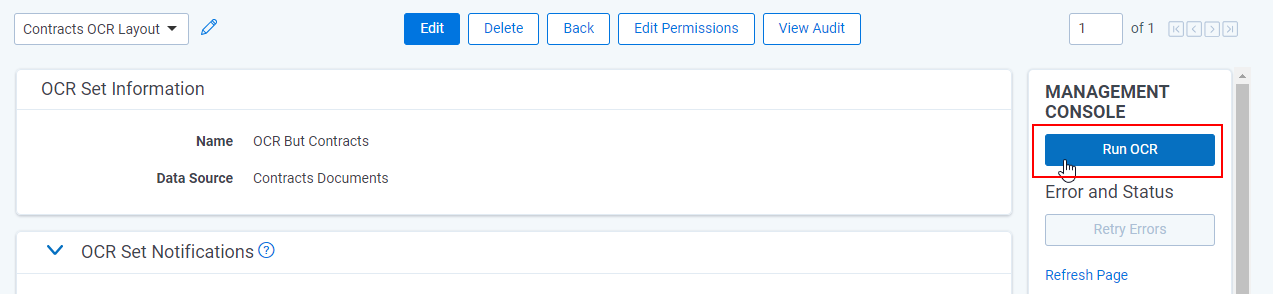 Contracts OCR Layout
Edit
Delete
Back
Edit Permissions
View Audit
1
of 1
OCR Set Information
Name OCR But Contracts
Data Source Contracts Documents
OCR Set Notifications ?
MANAGEMENT
CONSOLE
Run OCR
Error and Status
Retry Errors
Refresh Page